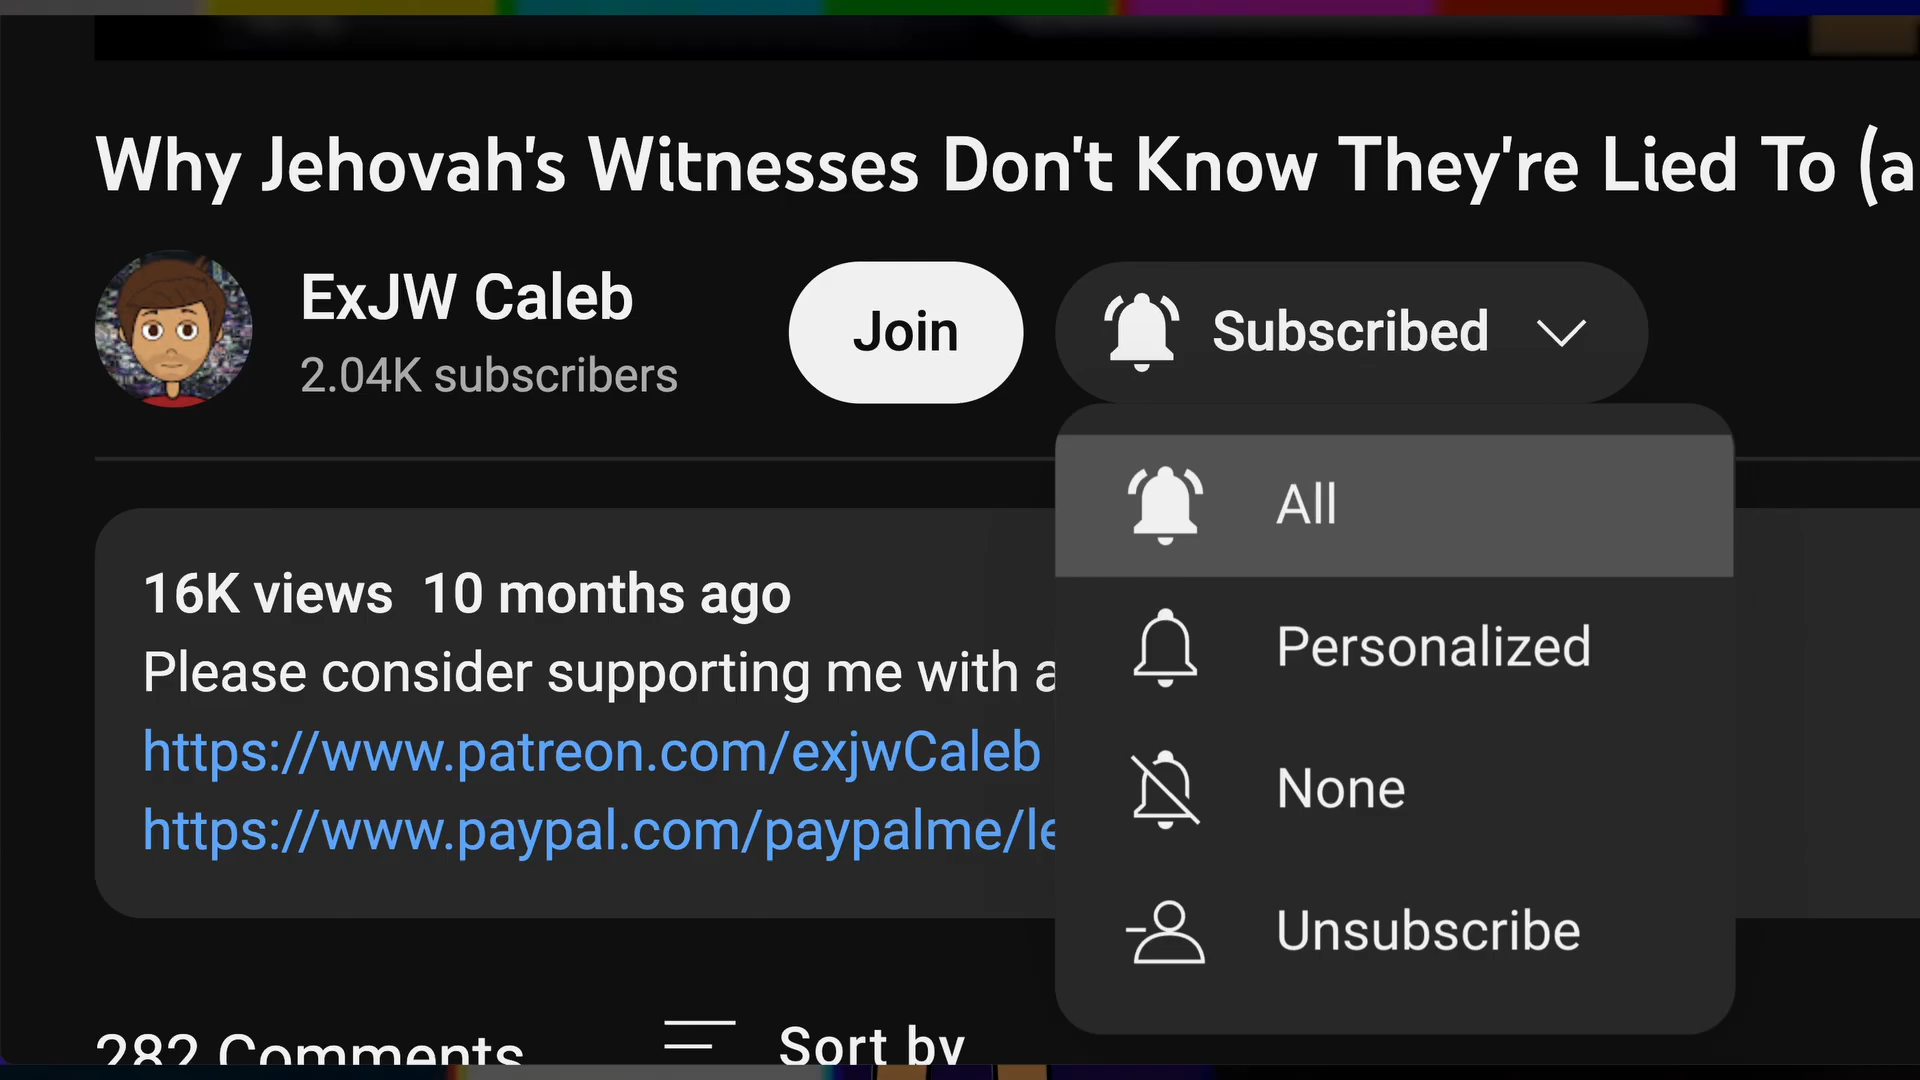 Why Jehovah's Witnesses Don't Know They're Lied To (a
ExJW Caleb
2.04K subscribers
Join
Subscribed
All
Personalized
None
Unsubscribe
16K views 10 months ago
Please consider supporting me with a
https://www.patreon.com/exjwCaleb
https://www.paypal.com/paypalme/le
282 Comments
Sort by